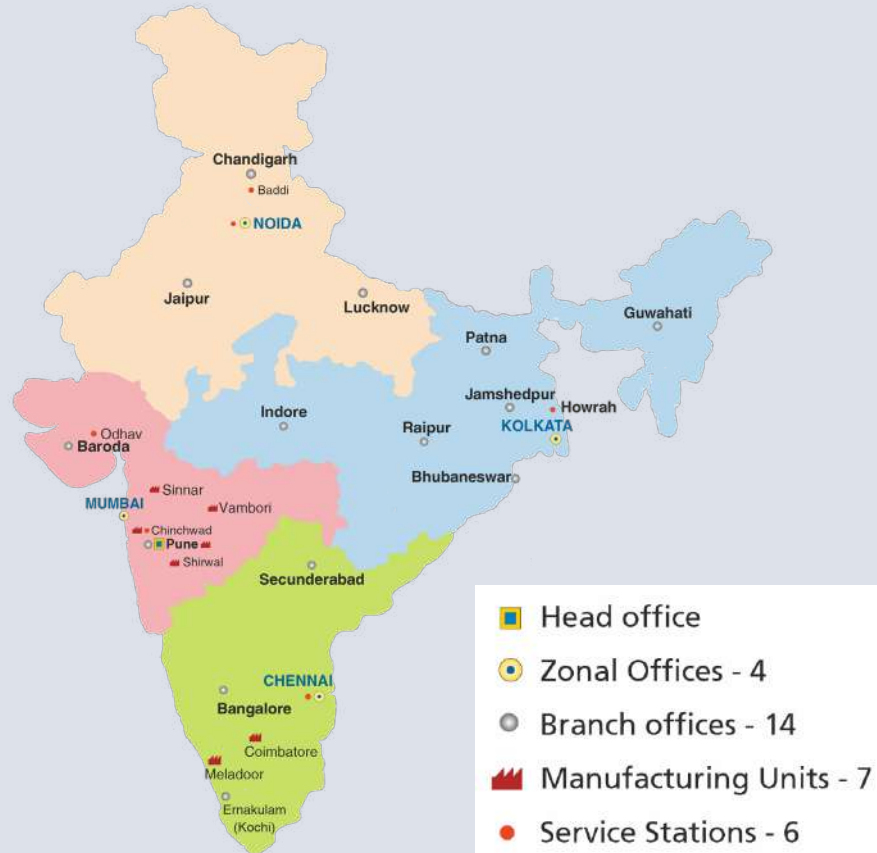 Chandigarh
Baddi
NOIDA
Jaipur
Lucknow
Guwahati
Patna
Jamshedpur
Howrah
Indore
Raipur
KOLKATA
Odhav
Baroda
Bhubaneswar
Sinnar
MUMBAI
Vambori
Chinchwad
Pune
Shirwal
Secunderabad
CHENNAI
Bangalore
Coimbatore
Meladoor
Ernakulam
(Kochi)
Head office
Zonal Offices - 4
Branch offices - 14
Manufacturing Units - 7
Service Stations - 6